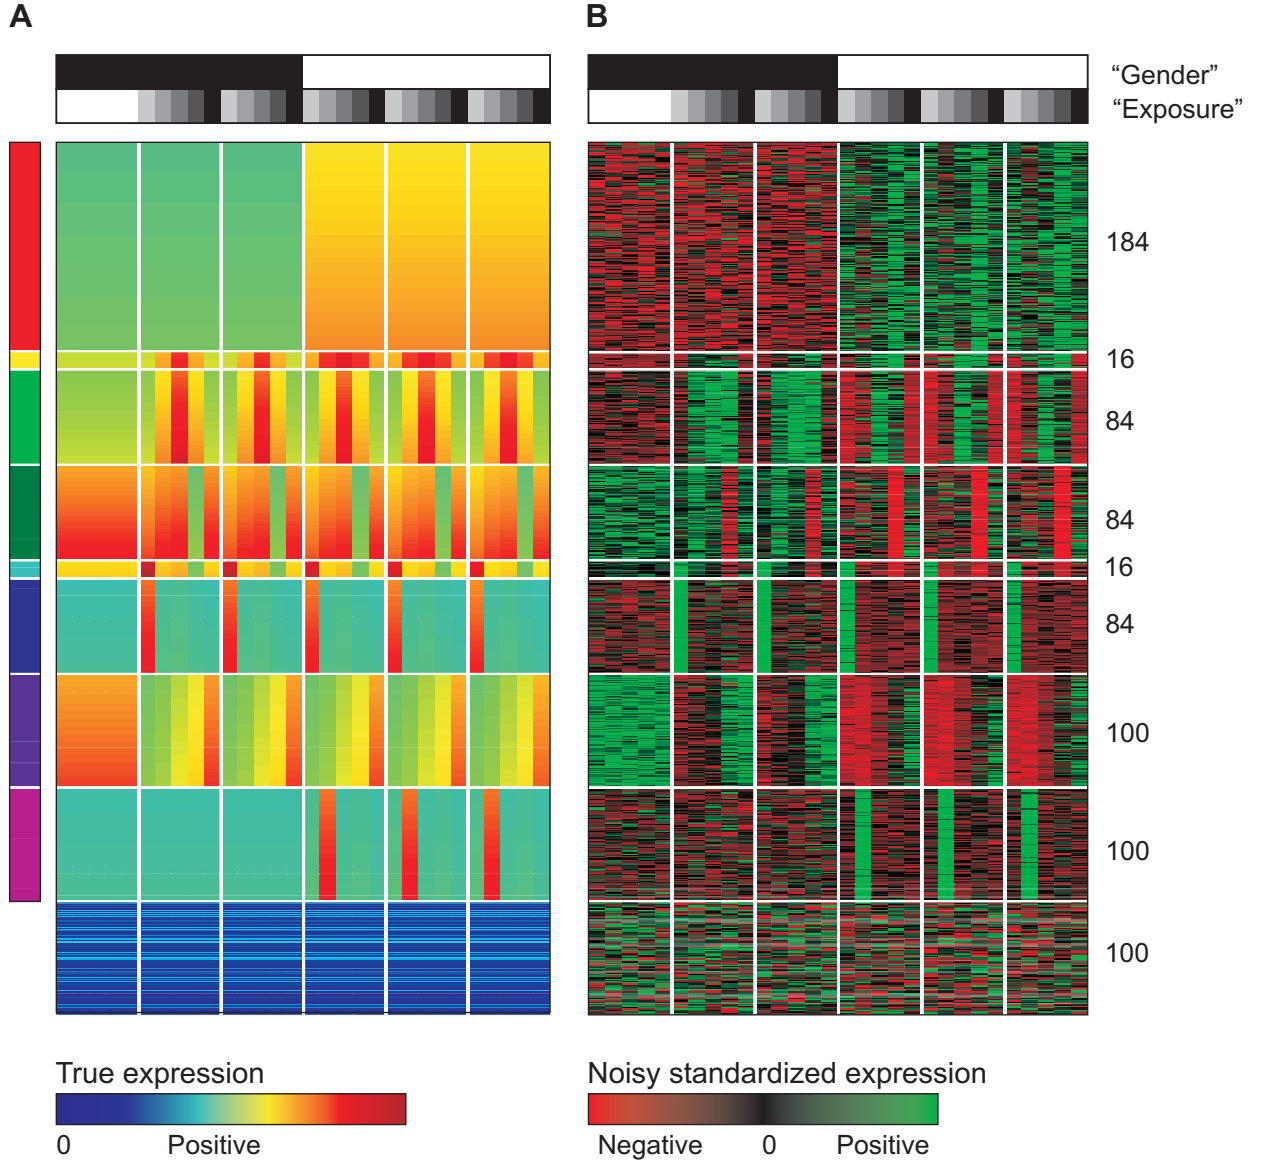 A
B
“Gender”
“Exposure”
184
16
84
84
16
84
100
100
100
True expression
0 Positive
Noisy standardized expression
Negative 0 Positive